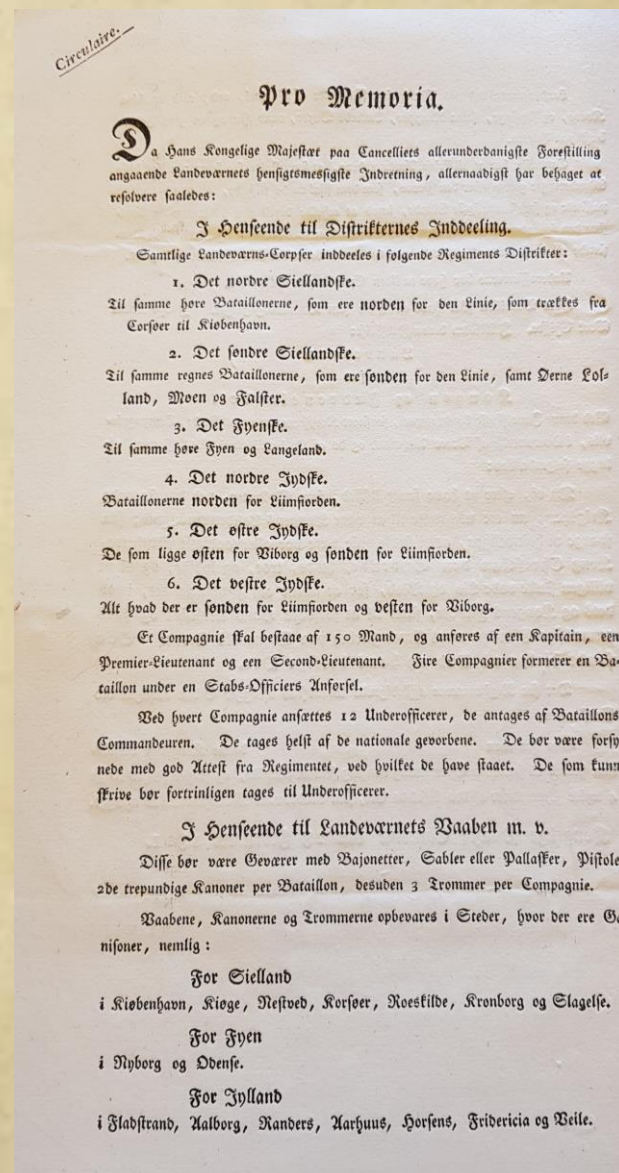 Circulaire.
Pro Memoria.
Da Hans Kongelige Majestæt paa Cancelliets allerunderdanigste Forestilling
angaaende Landeværnets hensigtsmessigste Indretning, allernaadigst har behaget at
resolvere saaledes:
I Henseende til Distrikternes Inddeeling.
Samtlige Landeværns-Corpser inddeeles i følgende Regiments Distrikter:
1. Det nordre Siellandske.
Til samme høre Bataillonerne, som ere norden for den Linie, som trækkes fra
Corsøer til Kiøbenhavn.
2. Det søndre Siellandske.
Til samme regnes Bataillonerne, som ere sønden for den Linie, samt Øerne Lol-
land, Møen og Falster.
3. Det Fyenske.
Til samme høre Fyen og Langeland.
4. Det nordre Jydske.
Bataillonerne norden for Liimfiorden.
5. Det østre Jydske.
De som ligge østen for Viborg og sønden for Liimfiorden.
6. Det vestre Jydske.
Alt hvad der er sønden for Liimfiorden og vesten for Viborg.
Et Compagnie skal bestaae af 150 Mand, og anføres af een Kapitain, een
Premier-Lieutenant og een Second-Lieutenant. Fire Compagnier formerer en Ba-
taillon under en Stabs-Officiers Anførsel.
Ved hvert Compagnie ansættes 12 Underofficerer, de antages af Bataillons
Commandeuren. De tages helst af de nationale gevorbene. De bør være forsy
nede med god Attest fra Regimentet, ved hvilket de have staaet. De som kunn
skrive bør fortrinligen tages til Underofficerer.
I Henseende til Landeværnets Vaaben m. v.
Disse bør være Geværer med Bajonetter, Sabler eller Pallasker, Pistole
2de trepundige Kanoner per Bataillon, desuden 3 Trommer per Compagnie.
Vaabene, Kanonerne og Trommerne opbevares i Steder, hvor der ere Ga
nisoner, nemlig:
For Sielland
i Kiøbenhavn, Kiøge, Nestved, Korsøer, Roeskilde, Kronborg og Slagelse.
For Fyen
i Nyborg og Odense.
For Jylland
i Fladstrand, Aalborg, Randers, Aarhuus, Horsens, Fridericia og Veile.